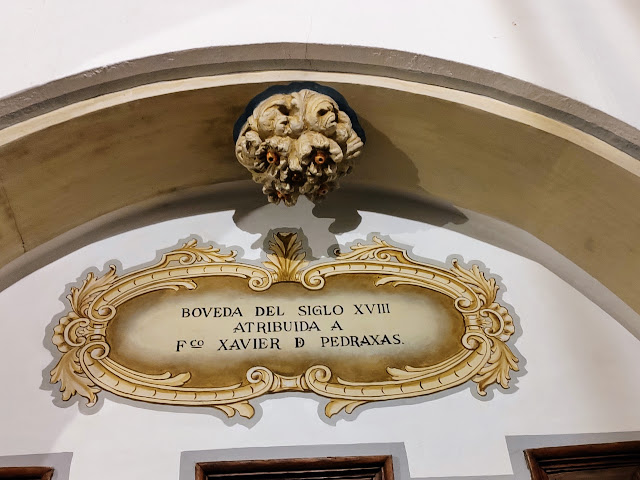 BOVEDA DEL SIGLO XVIII
ATRIBUIDA A
Fᶜᴼ XAVIER Đ PEDRAXAS.